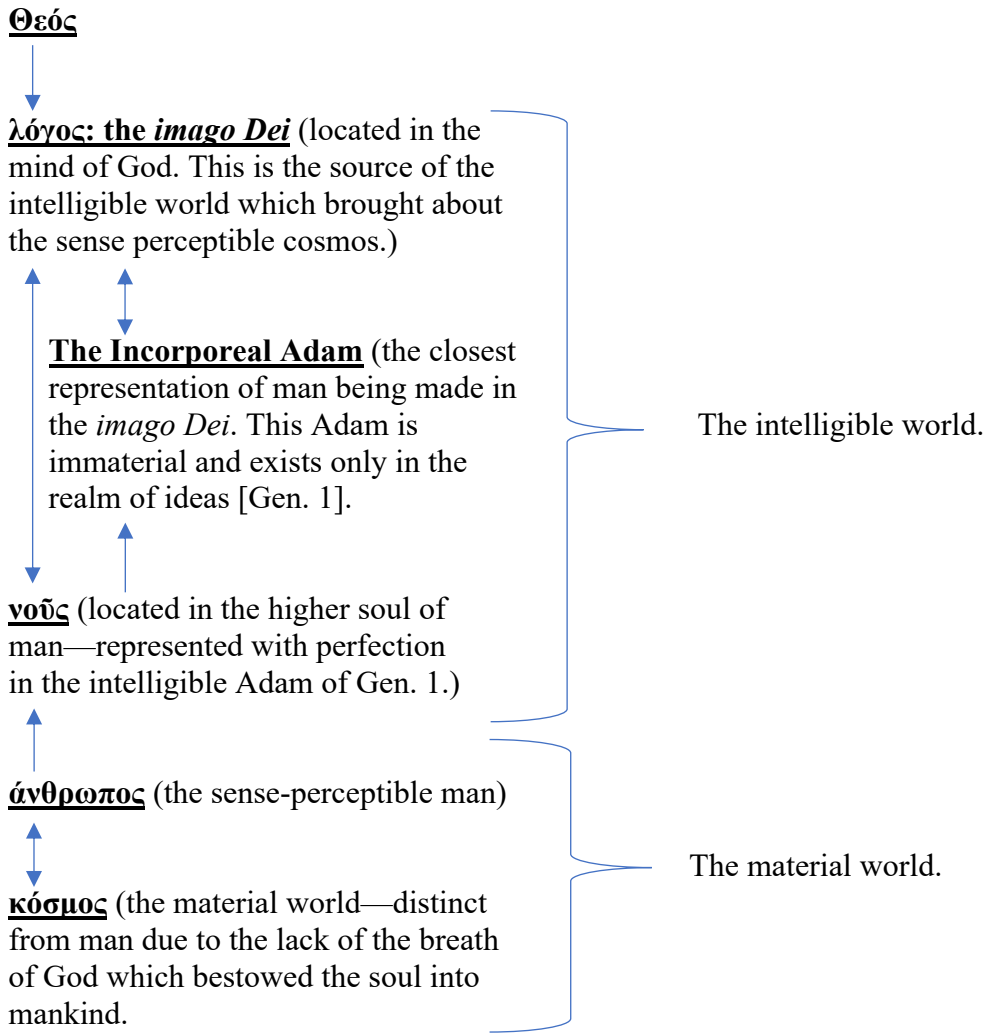 Θεός
λόγος: the imago Dei (located in the
mind of God. This is the source of the
intelligible world which brought about
the sense perceptible cosmos.)
The Incorporeal Adam (the closest
representation of man being made in
the imago Dei. This Adam is
immaterial and exists only in the
realm of ideas [Gen. 1].
The intelligible world.
νοῦς (located in the higher soul of
man—represented with perfection
in the intelligible Adam of Gen. 1.)
άνθρωπος (the sense-perceptible man)
κόσμος (the material world—distinct
from man due to the lack of the breath
of God which bestowed the soul into
mankind.
The material world.